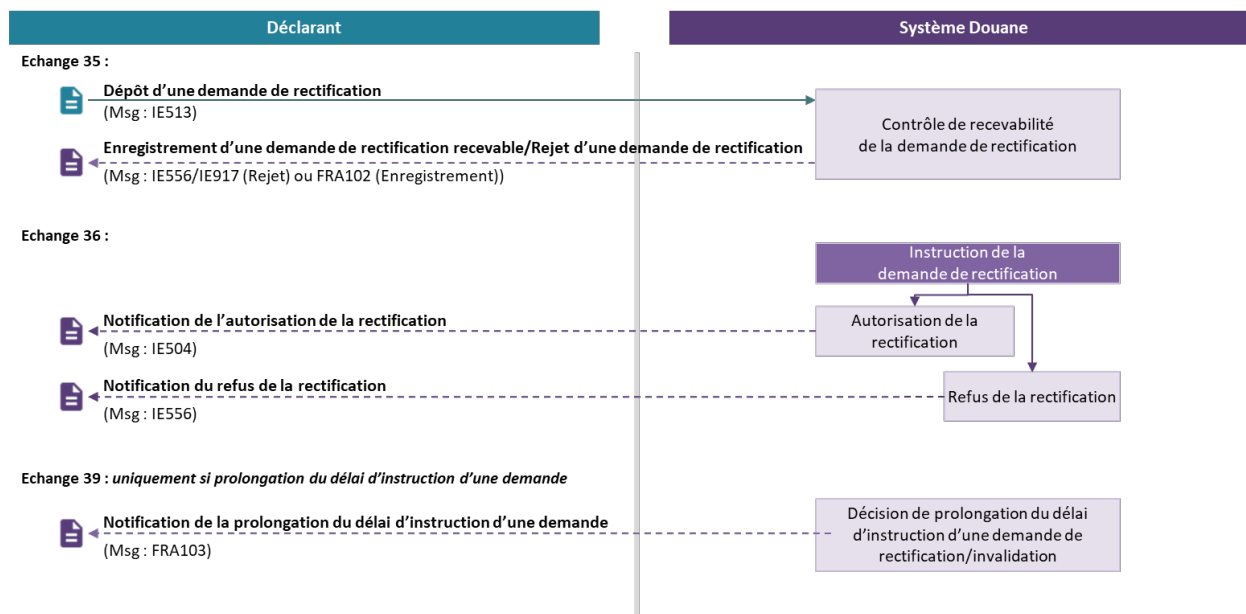 Déclarant
Système Douane
Echange 35 :
Dépôt d'une demande de rectification
(Msg : IE513)
Contrôle de recevabilité
de la demande de rectification
Enregistrement d'une demande de rectification recevable/Rejet d'une demande de rectification
(Msg : IE556/IE917 (Rejet) ou FRA102 (Enregistrement))
Echange 36 :
Instruction de la
demande de rectification
Notification de l'autorisation de la rectification
(Msg : IE504)
Autorisation de la
rectification
Notification du refus de la rectification
(Msg : IE556)
Refus de la rectification
Echange 39 : uniquement si prolongation du délai d'instruction d'une demande
Notification de la prolongation du délai d'instruction d'une demande
(Msg : FRA103)
Décision de prolongation du délai
d'instruction d'une demande de
rectification/invalidation